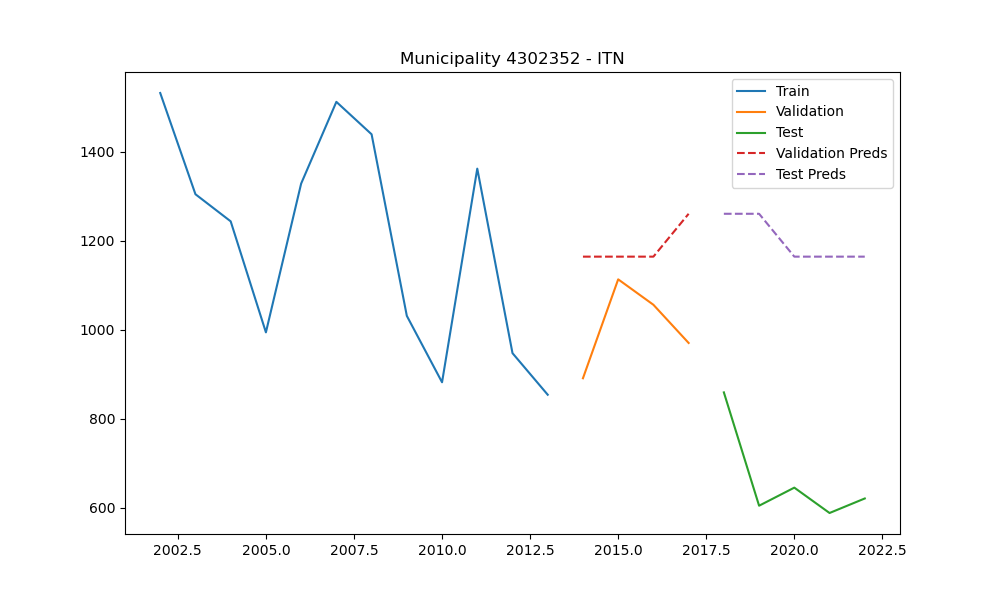 Municipality 4302352 - ITN
Train
Validation
Test
Validation Preds
Test Preds
1400
1200
1000
800
600
2002.5 2005.0 2007.5 2010.0 2012.5 2015.0 2017.5 2020.0 2022.5